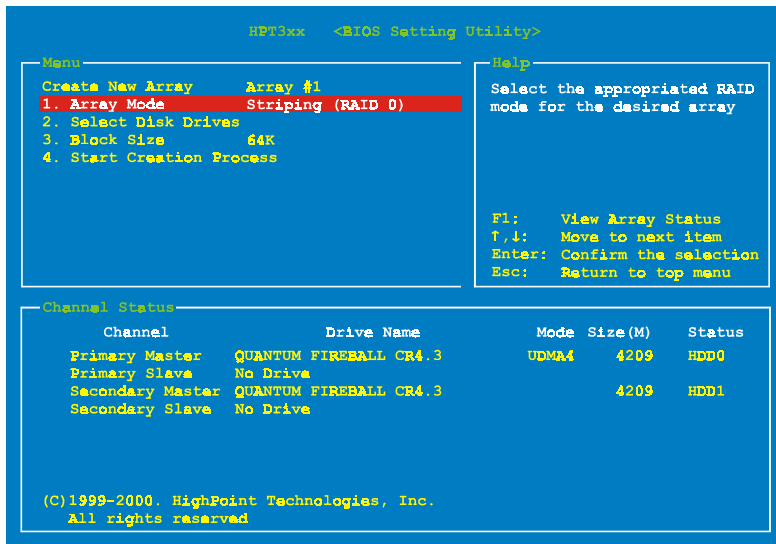 HPT3xx <BIOS Setting Utility>
Menu
Create New Array Array #1
1. Array Mode Striping (RAID 0)
2. Select Disk Drives
3. Block Size 64K
4. Start Creation Process
Help
Select the appropriated RAID
mode for the desired array
F1: View Array Status
↑,↓: Move to next item
Enter: Confirm the selection
Esc: Return to top menu
Channel Status
Channel Drive Name Mode Size(M) Status
Primary Master QUANTUM FIREBALL CR4.3 UDMA4 4209 HDD0
Primary Slave No Drive
Secondary Master QUANTUM FIREBALL CR4.3 4209 HDD1
Secondary Slave No Drive
(C)1999-2000. HighPoint Technologies, Inc.
All rights reserved